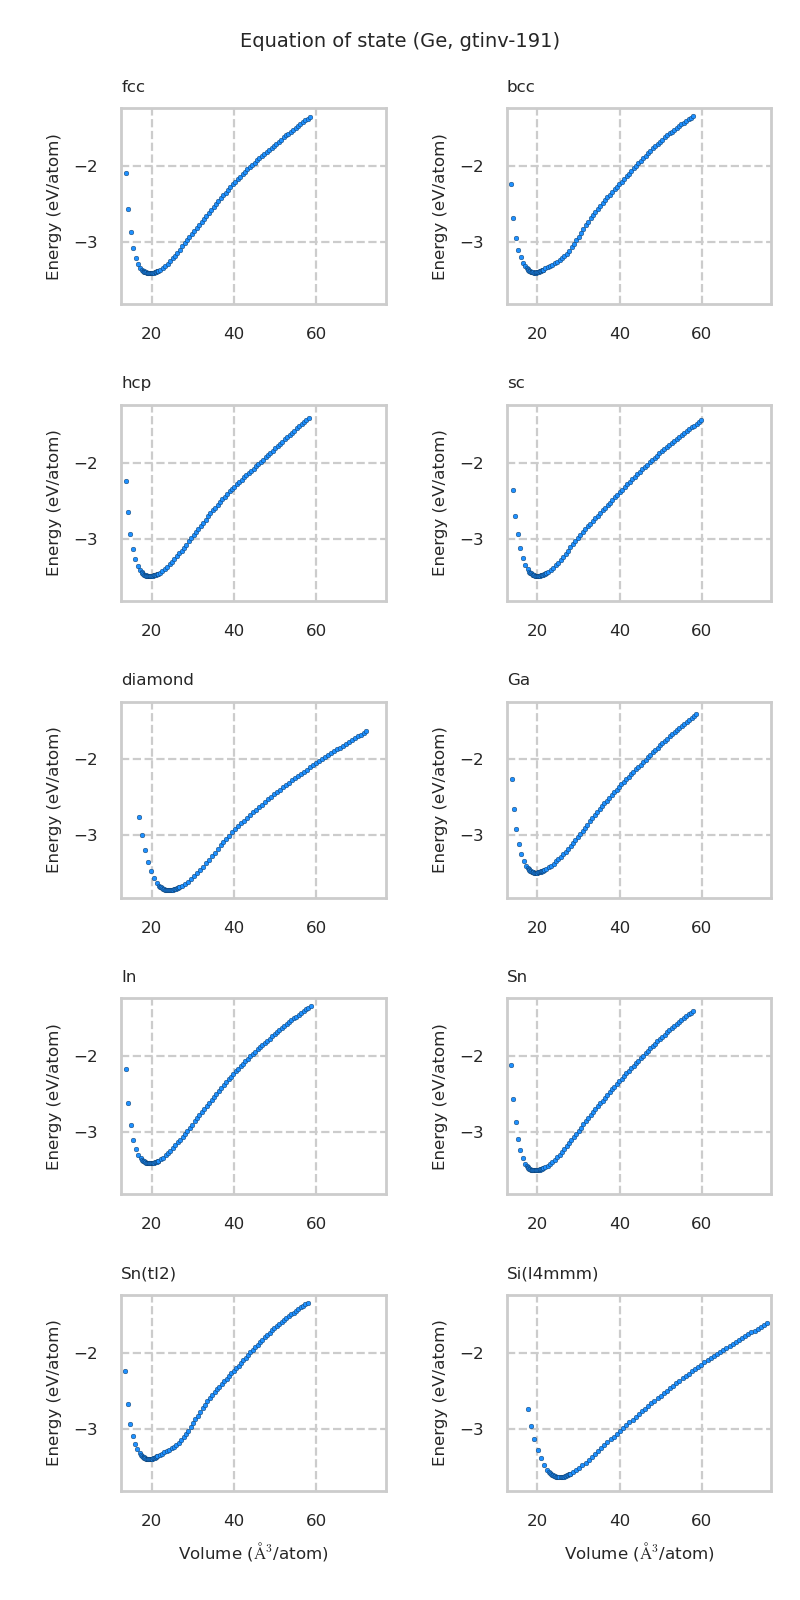 Equation of state (Ge, gtinv-191)
fcc
Energy (eV/atom)
−2
−3
20 40 60
bcc
Energy (eV/atom)
−2
−3
20 40 60
hcp
Energy (eV/atom)
−2
−3
20 40 60
sc
Energy (eV/atom)
−2
−3
20 40 60
diamond
Energy (eV/atom)
−2
−3
20 40 60
Ga
Energy (eV/atom)
−2
−3
20 40 60
In
Energy (eV/atom)
−2
−3
20 40 60
Sn
Energy (eV/atom)
−2
−3
20 40 60
Sn(tI2)
Energy (eV/atom)
−2
−3
20 40 60
Volume (Å³/atom)
Si(I4mmm)
Energy (eV/atom)
−2
−3
20 40 60
Volume (Å³/atom)